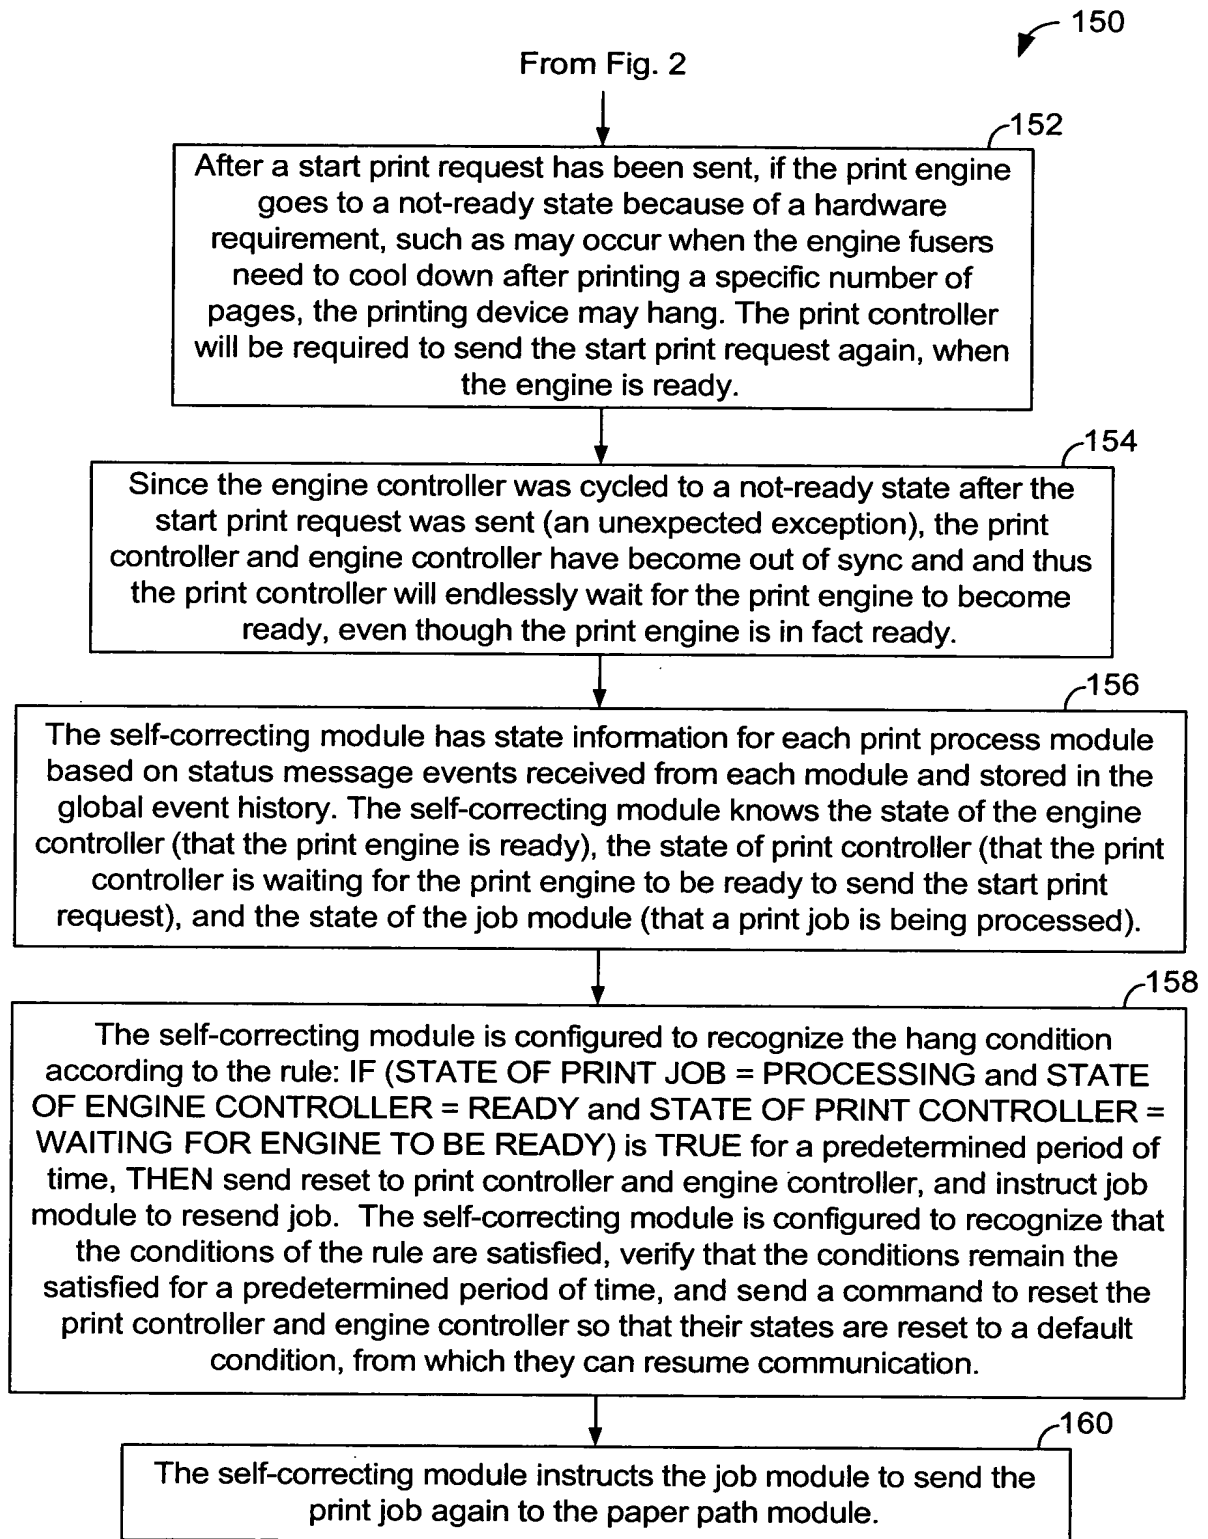 150
From Fig. 2
152
After a start print request has been sent, if the print engine
goes to a not-ready state because of a hardware
requirement, such as may occur when the engine fusers
need to cool down after printing a specific number of
pages, the printing device may hang. The print controller
will be required to send the start print request again, when
the engine is ready.
154
Since the engine controller was cycled to a not-ready state after the
start print request was sent (an unexpected exception), the print
controller and engine controller have become out of sync and and thus
the print controller will endlessly wait for the print engine to become
ready, even though the print engine is in fact ready.
156
The self-correcting module has state information for each print process module
based on status message events received from each module and stored in the
global event history. The self-correcting module knows the state of the engine
controller (that the print engine is ready), the state of print controller (that the print
controller is waiting for the print engine to be ready to send the start print
request), and the state of the job module (that a print job is being processed).
158
The self-correcting module is configured to recognize the hang condition
according to the rule: IF (STATE OF PRINT JOB = PROCESSING and STATE
OF ENGINE CONTROLLER = READY and STATE OF PRINT CONTROLLER =
WAITING FOR ENGINE TO BE READY) is TRUE for a predetermined period of
time, THEN send reset to print controller and engine controller, and instruct job
module to resend job. The self-correcting module is configured to recognize that
the conditions of the rule are satisfied, verify that the conditions remain the
satisfied for a predetermined period of time, and send a command to reset the
print controller and engine controller so that their states are reset to a default
condition, from which they can resume communication.
160
The self-correcting module instructs the job module to send the
print job again to the paper path module.